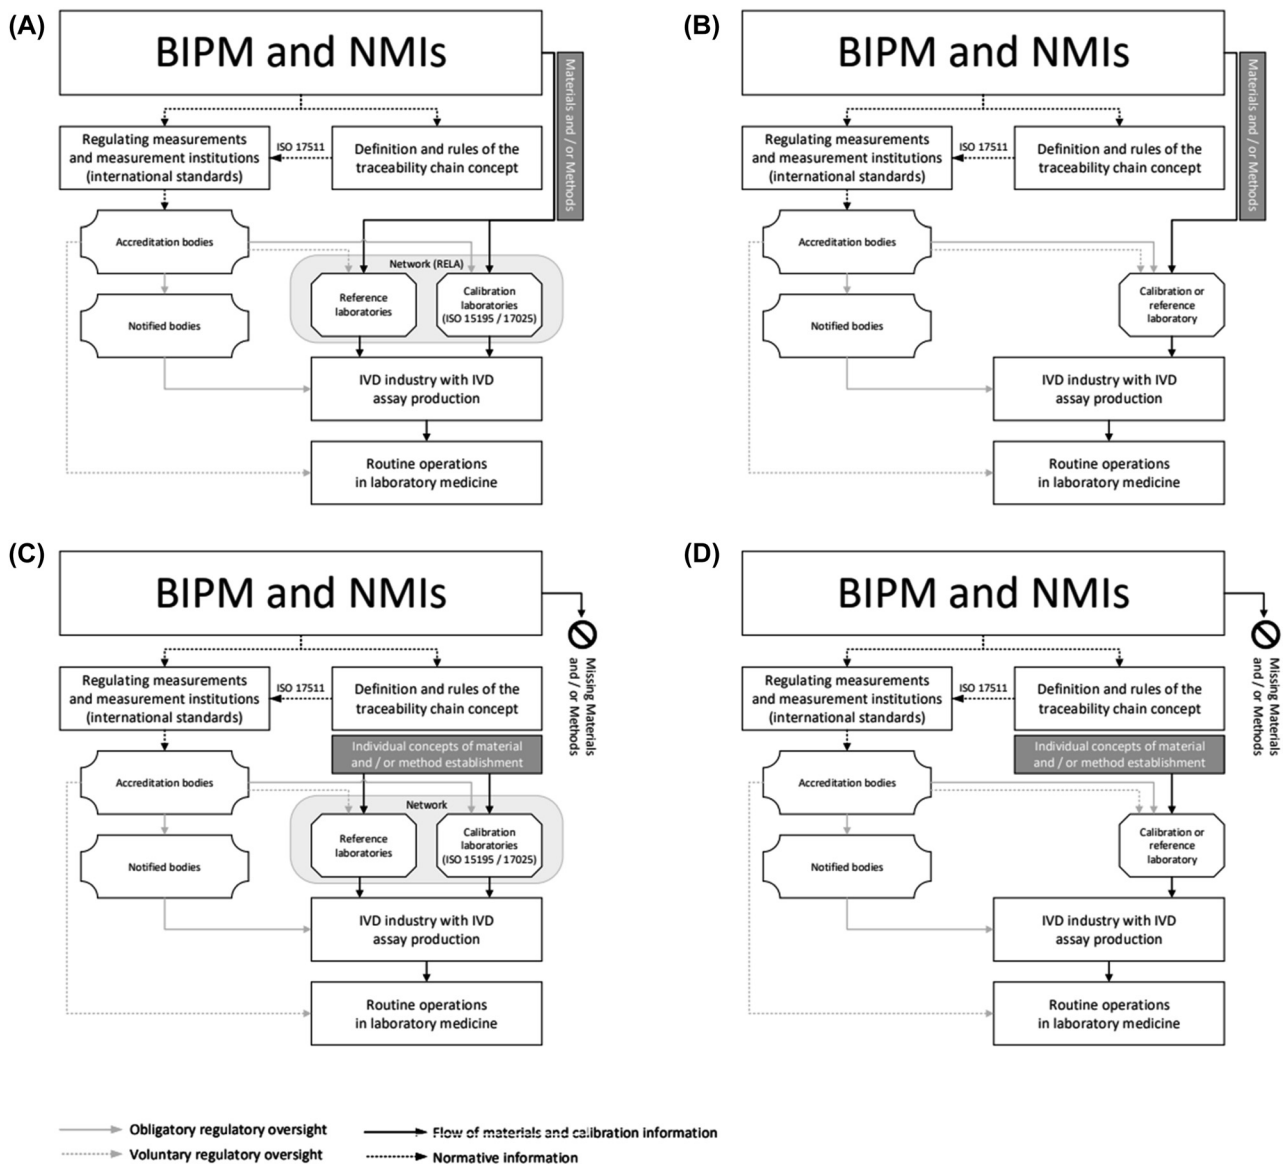 (A)
BIPM and NMIs
Materials and / or Methods
Regulating measurements
and measurement institutions
(international standards)
ISO 17511
Definition and rules of the
traceability chain concept
Accreditation bodies
Network (RELA)
Reference
laboratories
Calibration
laboratories
(ISO 15195 / 17025)
Notified bodies
IVD industry with IVD
assay production
Routine operations
in laboratory medicine
(B)
BIPM and NMIs
Materials and / or Methods
Regulating measurements
and measurement institutions
(international standards)
ISO 17511
Definition and rules of the
traceability chain concept
Accreditation bodies
Calibration or
reference
laboratory
Notified bodies
IVD industry with IVD
assay production
Routine operations
in laboratory medicine
(C)
BIPM and NMIs
Missing Materials
and / or Methods
Regulating measurements
and measurement institutions
(international standards)
ISO 17511
Definition and rules of the
traceability chain concept
Individual concepts of material
and / or method establishment
Accreditation bodies
Network
Reference
laboratories
Calibration
laboratories
(ISO 15195 / 17025)
Notified bodies
IVD industry with IVD
assay production
Routine operations
in laboratory medicine
(D)
BIPM and NMIs
Missing Materials
and / or Methods
Regulating measurements
and measurement institutions
(international standards)
ISO 17511
Definition and rules of the
traceability chain concept
Individual concepts of material
and / or method establishment
Accreditation bodies
Calibration or
reference
laboratory
Notified bodies
IVD industry with IVD
assay production
Routine operations
in laboratory medicine
Obligatory regulatory oversight
Voluntary regulatory oversight
Flow of materials and calibration information
Normative information